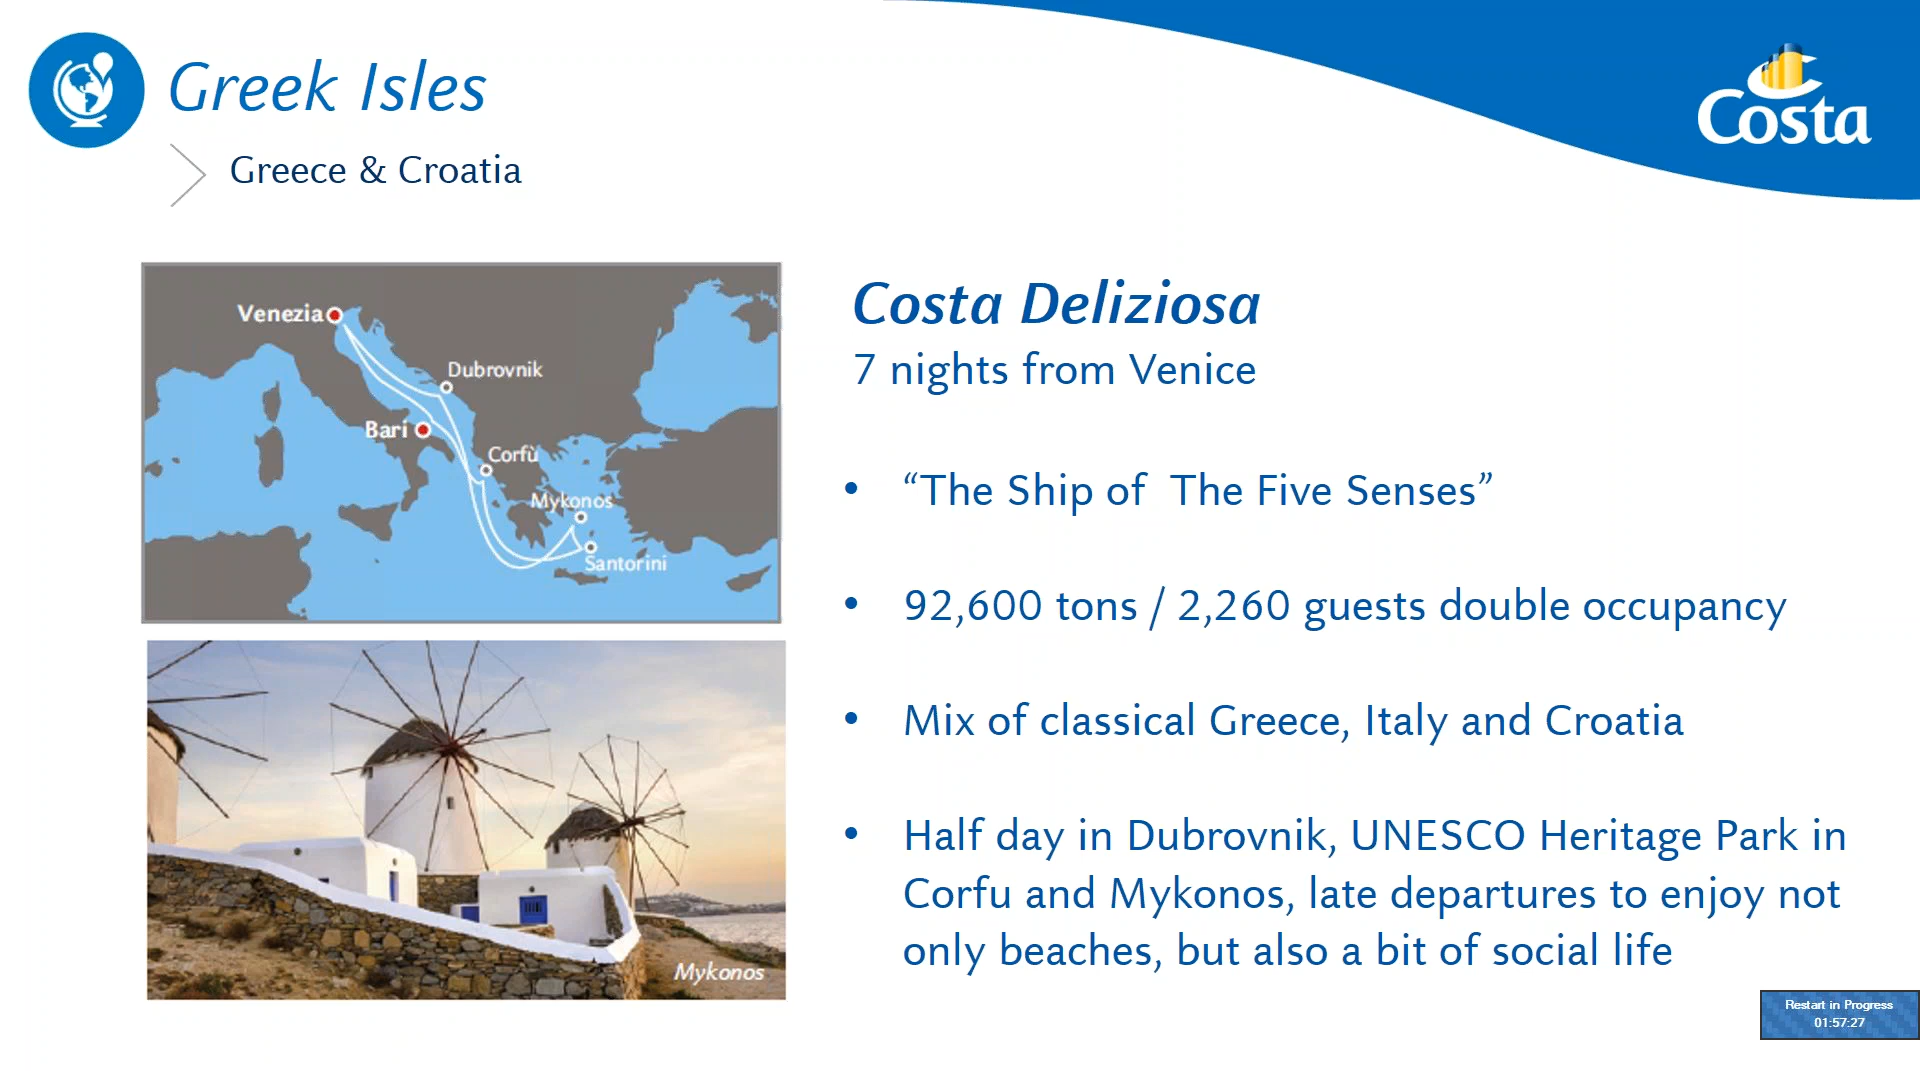 Greek Isles
Greece & Croatia
Costa
Venezia
Dubrovnik
Bari
Corfù
Mykonos
Santorini
Mykonos
Costa Deliziosa
7 nights from Venice
• “The Ship of The Five Senses”
• 92,600 tons / 2,260 guests double occupancy
• Mix of classical Greece, Italy and Croatia
• Half day in Dubrovnik, UNESCO Heritage Park in
Corfu and Mykonos, late departures to enjoy not
only beaches, but also a bit of social life
Restart in Progress
01:57:27